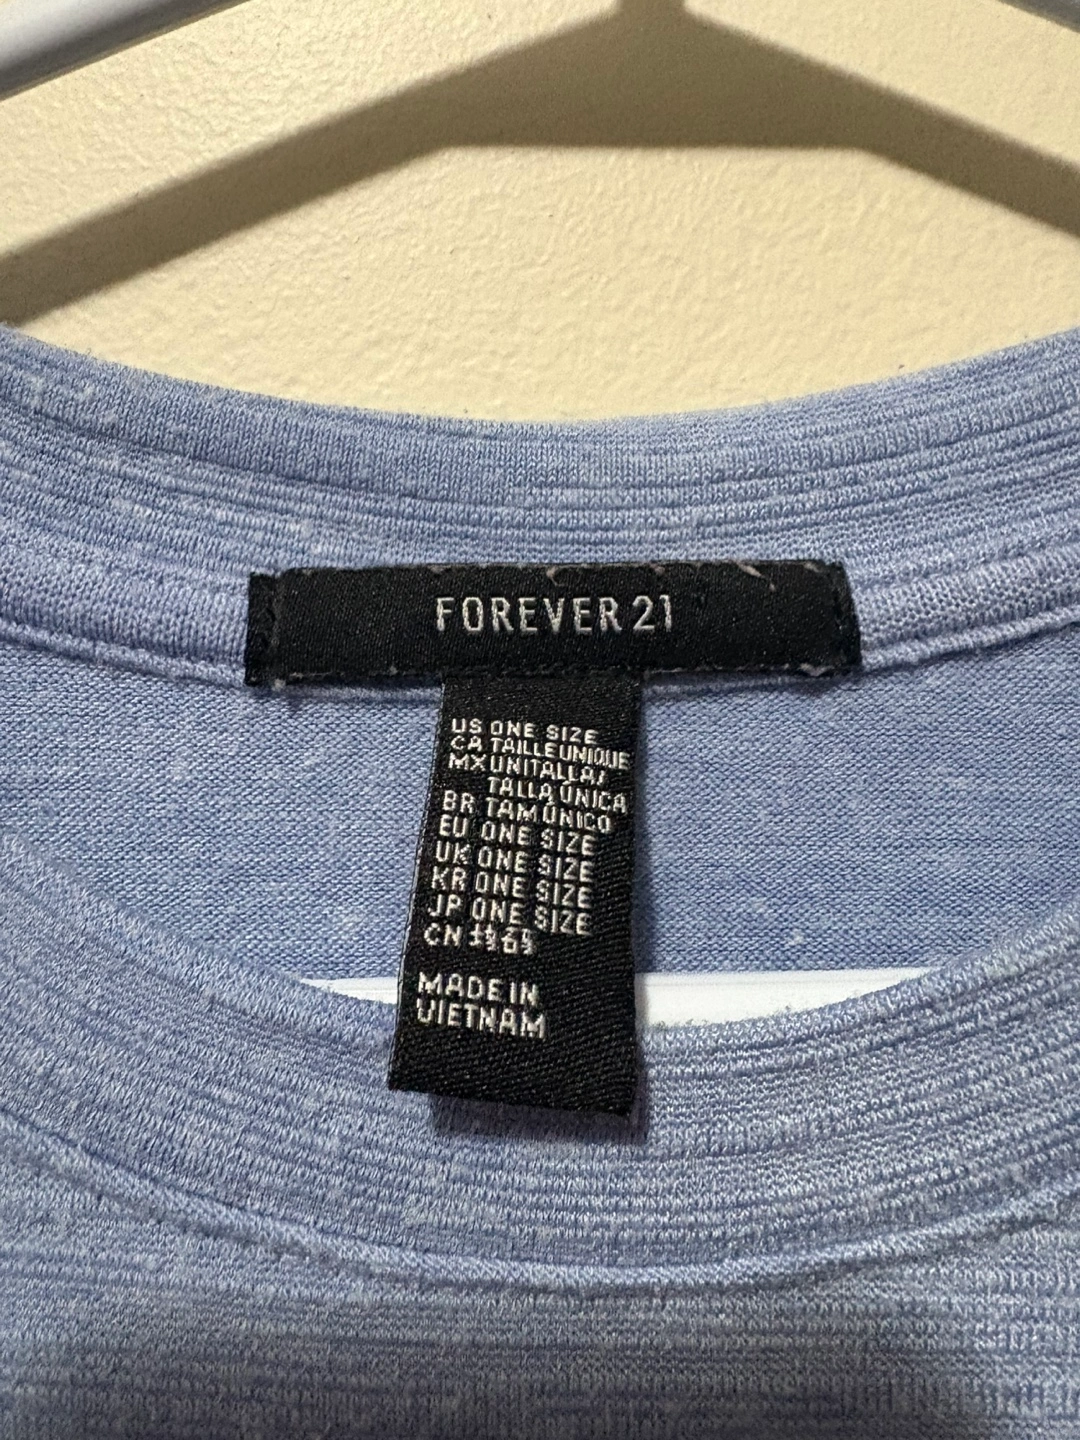 FOREVER 21
US ONE SIZE
CA TAILLE UNIQUE
MX UNITALLA/
TALLA ÚNICA
BR TAM ÚNICO
EU ONE SIZE
UK ONE SIZE
KR ONE SIZE
JP ONE SIZE
CN
MADE IN
VIETNAM